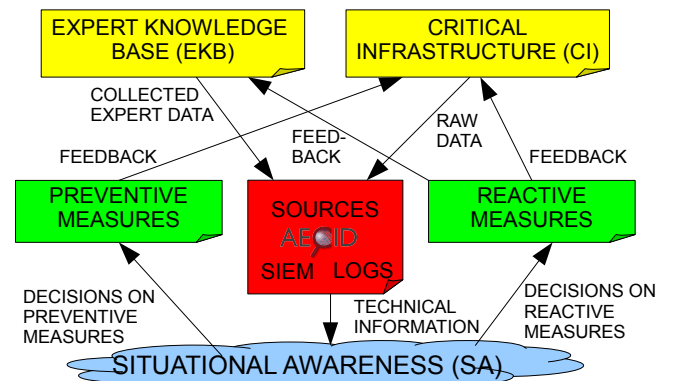 EXPERT KNOWLEDGE
BASE (EKB)
CRITICAL
INFRASTRUCTURE (CI)
COLLECTED
EXPERT DATA
FEED-
BACK
RAW
DATA
FEEDBACK
FEEDBACK
PREVENTIVE
MEASURES
SOURCES
AECID
SIEM LOGS
REACTIVE
MEASURES
DECISIONS ON
PREVENTIVE
MEASURES
TECHNICAL
INFORMATION
DECISIONS ON
REACTIVE
MEASURES
SITUATIONAL AWARENESS (SA)